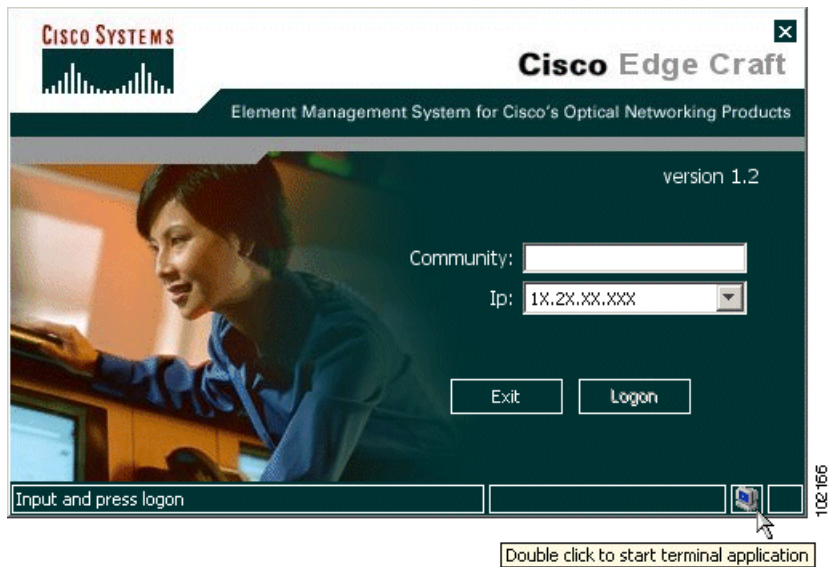 CISCO SYSTEMS
Cisco Edge Craft
Element Management System for Cisco's Optical Networking Products
version 1.2
Community:
Ip: 1X.2X.XX.XXX
Exit Logon
Input and press logon
102166
Double click to start terminal application